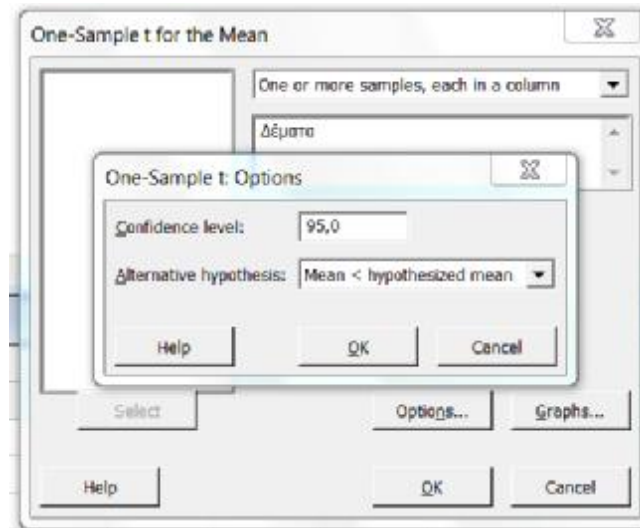 One-Sample t for the Mean
One or more samples, each in a column
Δέματα
One-Sample t: Options
Confidence level:
95,0
Alternative hypothesis:
Mean < hypothesized mean
Help
OK
Cancel
Select
Options...
Graphs...
Help
OK
Cancel